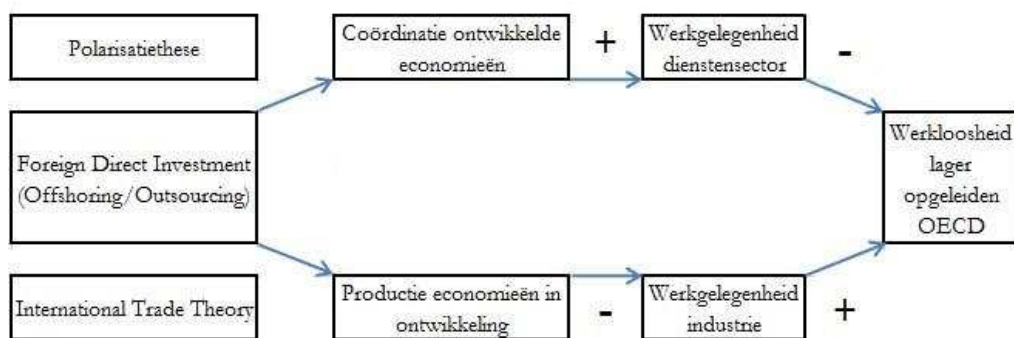 Polarisatiethese
Coördinatie ontwikkelde
economieën
+
Werkgelegenheid
dienstensector
-
Foreign Direct Investment
(Offshoring/Outsourcing)
Werkloosheid
lager
opgeleiden
OECD
International Trade Theory
Productie economieën in
ontwikkeling
-
Werkgelegenheid
industrie
+